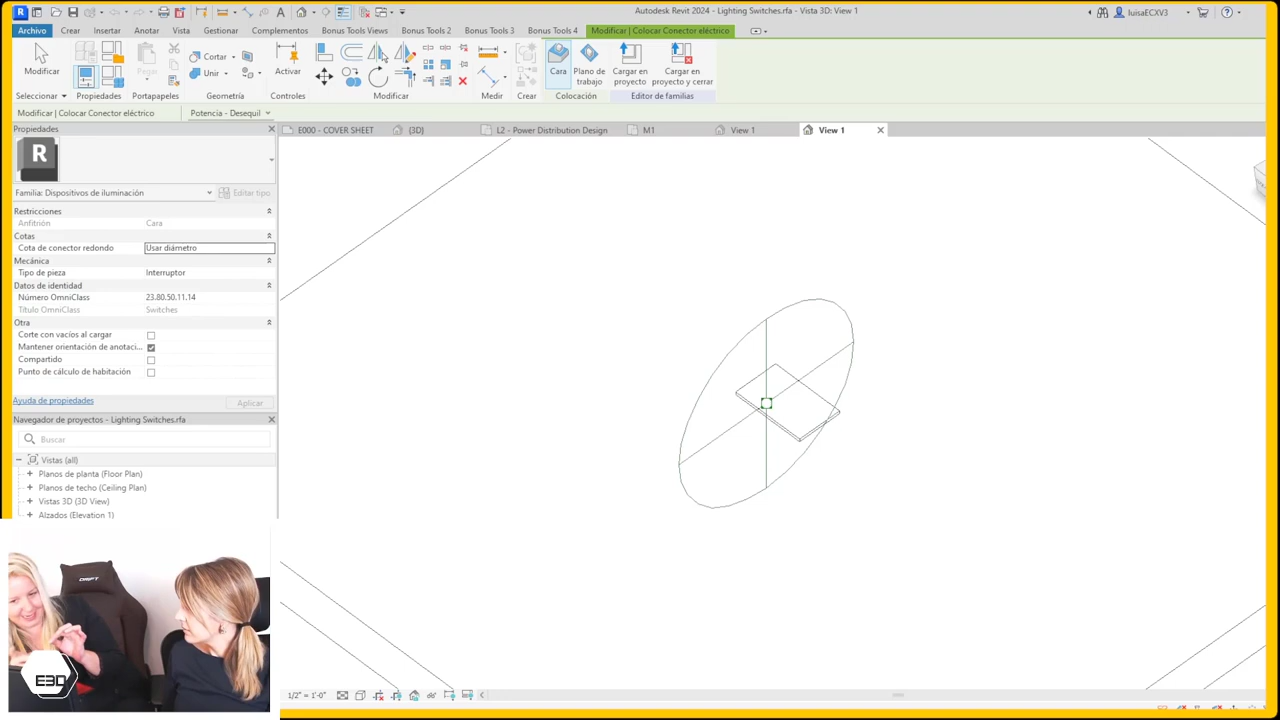 Autodesk Revit 2024 - Lighting Switches.rfa - Vista 3D: View 1
luisaECXV3
Archivo Crear Insertar Anotar Vista Gestionar Complementos Bonus Tools Views Bonus Tools 2 Bonus Tools 3 Bonus Tools 4 Modificar | Colocar Conector eléctrico
Modificar
Pegar
Cortar
Unir
Activar
Cara
Plano de trabajo
Cargar en proyecto
Cargar en proyecto y cerrar
Seleccionar Propiedades Portapapeles Geometría Controles Modificar Medir Crear Colocación Editor de familias
Modificar | Colocar Conector eléctrico Potencia - Desequil
Propiedades
E000 - COVER SHEET {3D} L2 - Power Distribution Design M1 View 1 View 1
R
Familia: Dispositivos de iluminación Editar tipo
Restricciones
Anfitrión Cara
Cotas
Cota de conector redondo Usar diámetro
Mecánica
Tipo de pieza Interruptor
Datos de identidad
Número OmniClass 23.80.50.11.14
Título OmniClass Switches
Otra
Corte con vacíos al cargar
Mantener orientación de anotaci...
Compartido
Punto de cálculo de habitación
Ayuda de propiedades Aplicar
Navegador de proyectos - Lighting Switches.rfa
Buscar
Vistas (all)
Planos de planta (Floor Plan)
Planos de techo (Ceiling Plan)
Vistas 3D (3D View)
Alzados (Elevation 1)
DRIFT
E3D
1/2" = 1'-0"